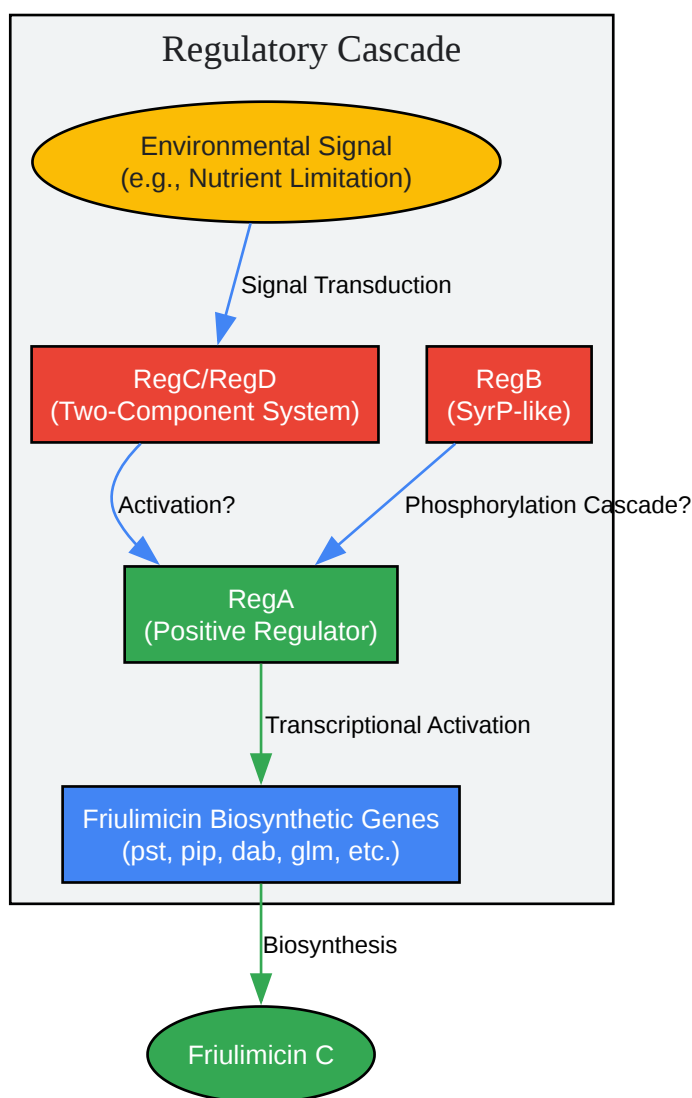 Regulatory Cascade
Environmental Signal
(e.g., Nutrient Limitation)
Signal Transduction
RegC/RegD
(Two-Component System)
RegB
(SyrP-like)
Activation?
Phosphorylation Cascade?
RegA
(Positive Regulator)
Transcriptional Activation
Friulimicin Biosynthetic Genes
(pst, pip, dab, glm, etc.)
Biosynthesis
Friulimicin C